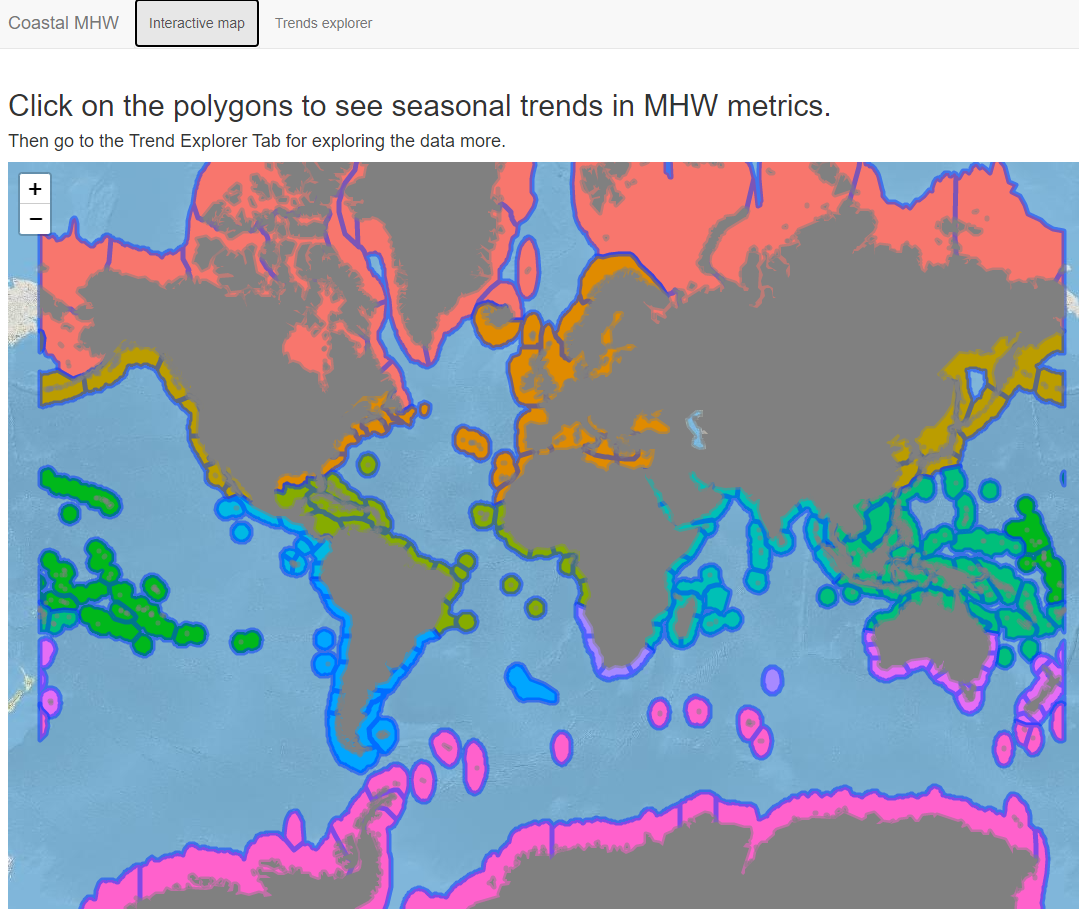 Coastal MHW Interactive map Trends explorer
Click on the polygons to see seasonal trends in MHW metrics.
Then go to the Trend Explorer Tab for exploring the data more.
+
−